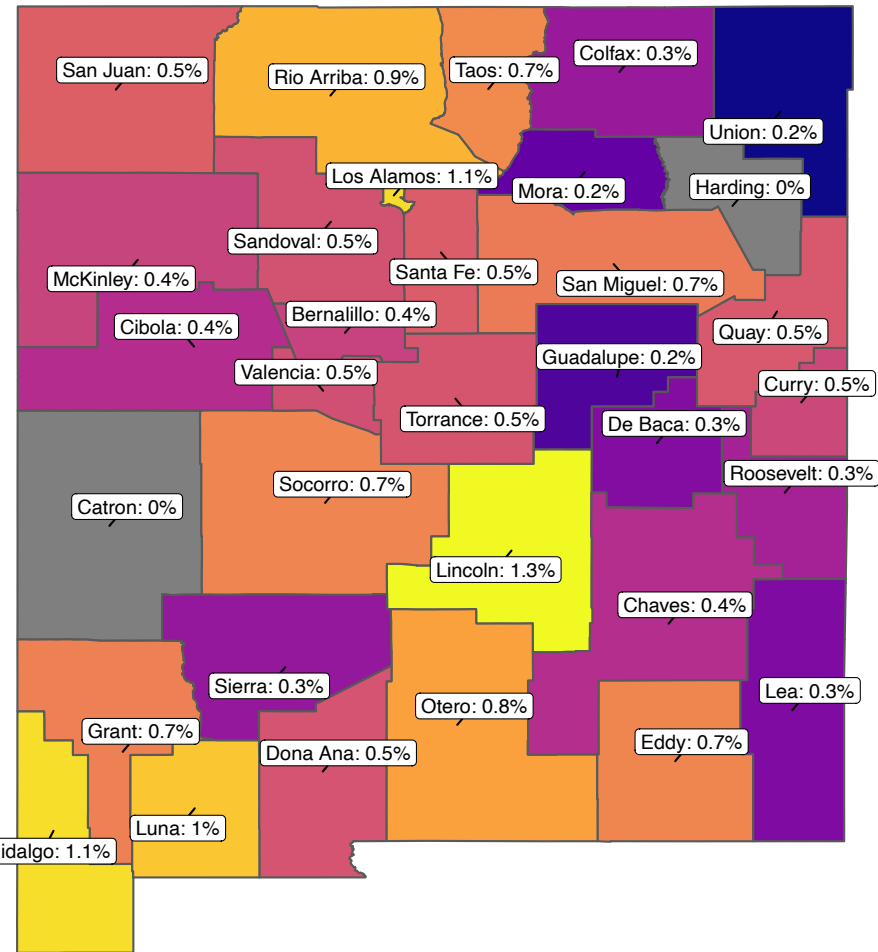 Colfax: 0.3%
San Juan: 0.5%
Rio Arriba: 0.9%
Taos: 0.7%
Union: 0.2%
Los Alamos: 1.1%
Mora: 0.2%
Harding: 0%
Sandoval: 0.5%
Santa Fe: 0.5%
McKinley: 0.4%
San Miguel: 0.7%
Bernalillo: 0.4%
Cibola: 0.4%
Quay: 0.5%
Guadalupe: 0.2%
Valencia: 0.5%
Curry: 0.5%
Torrance: 0.5%
De Baca: 0.3%
Roosevelt: 0.3%
Socorro: 0.7%
Catron: 0%
Lincoln: 1.3%
Chaves: 0.4%
Sierra: 0.3%
Lea: 0.3%
Otero: 0.8%
Grant: 0.7%
Eddy: 0.7%
Dona Ana: 0.5%
Luna: 1%
idalgo: 1.1%